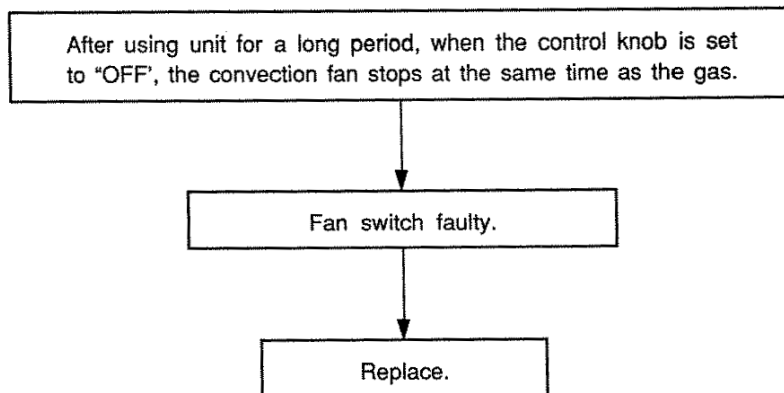 After using unit for a long period, when the control knob is set
to “OFF’, the convection fan stops at the same time as the gas.
Fan switch faulty.
Replace.